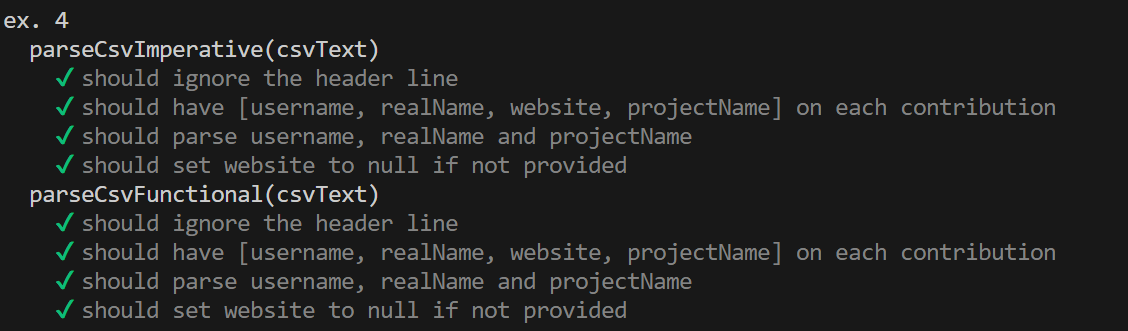 ex. 4
parseCsvImperative(csvText)
✓ should ignore the header line
✓ should have [username, realName, website, projectName] on each contribution
✓ should parse username, realName and projectName
✓ should set website to null if not provided
parseCsvFunctional(csvText)
✓ should ignore the header line
✓ should have [username, realName, website, projectName] on each contribution
✓ should parse username, realName and projectName
✓ should set website to null if not provided